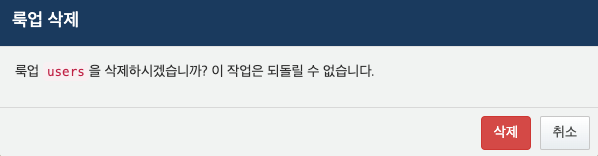 룩업 삭제
룩업 users 을 삭제하시겠습니까? 이 작업은 되돌릴 수 없습니다.
삭제 취소